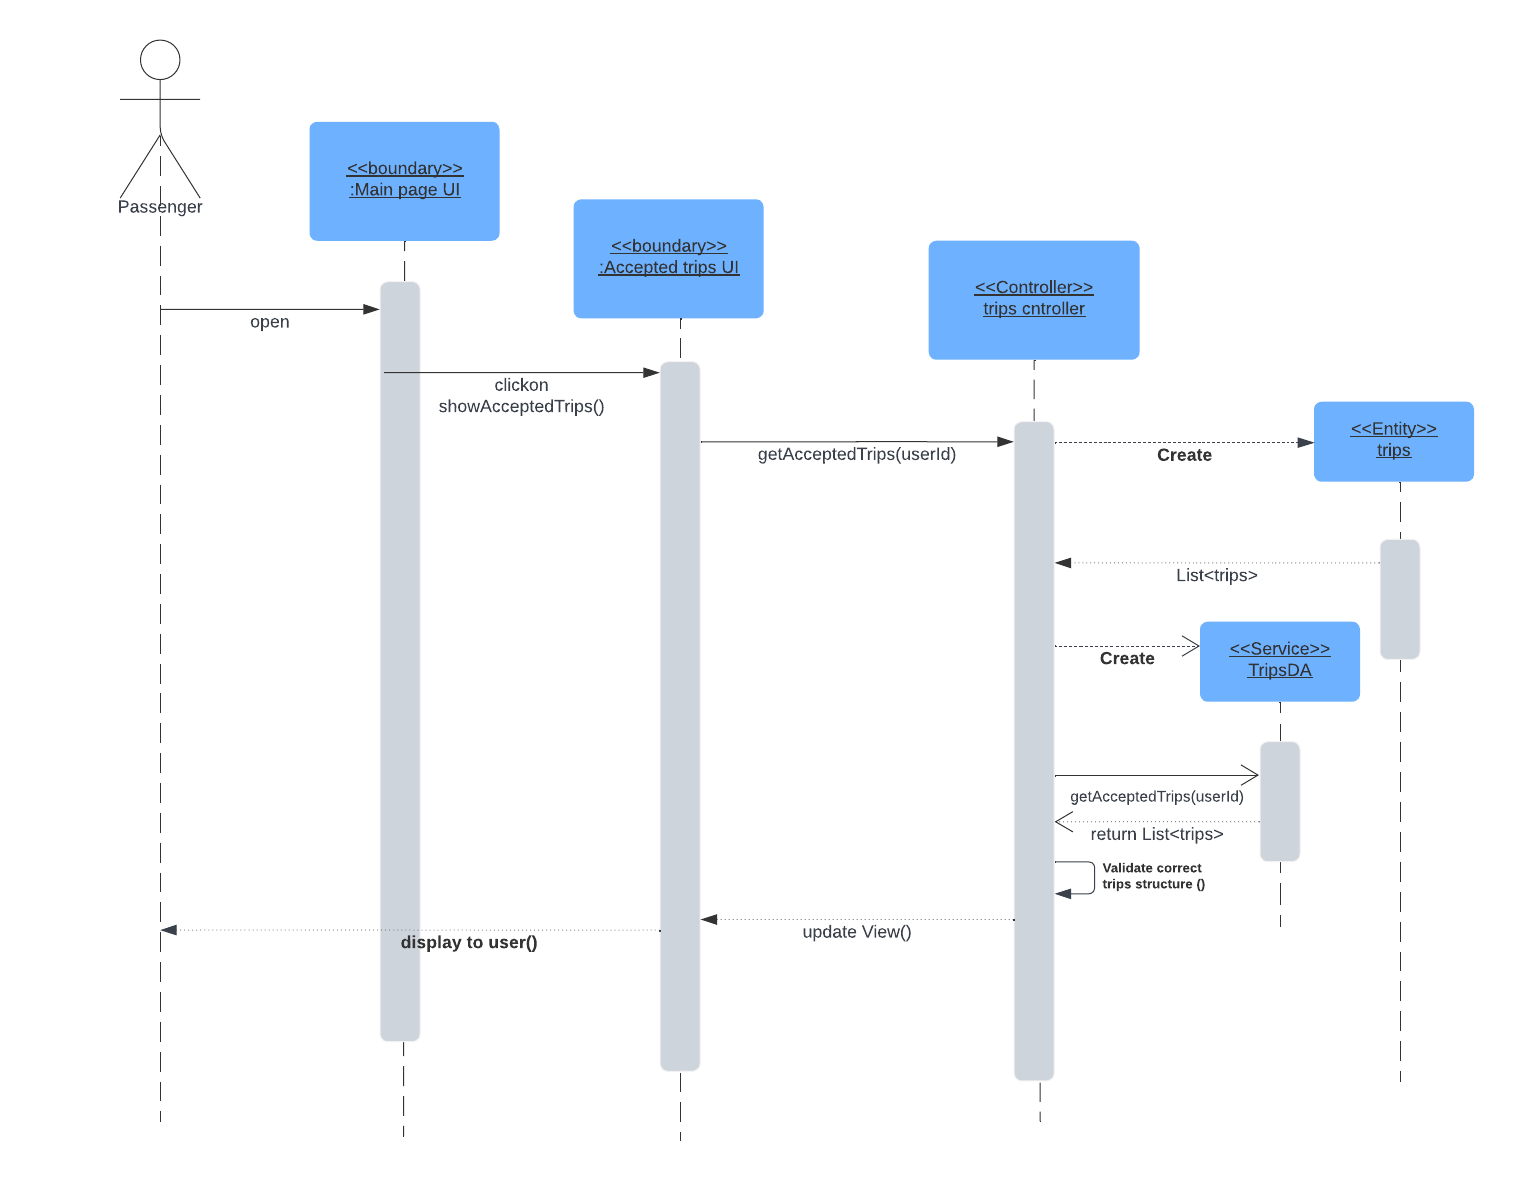 Passenger
<<boundary>>
:Main page UI
<<boundary>>
:Accepted trips UI
<<Controller>>
trips cntroller
open
clickon
showAcceptedTrips()
getAcceptedTrips(userId)
Create
<<Entity>>
trips
List<trips>
Create
<<Service>>
TripsDA
getAcceptedTrips(userId)
return List<trips>
Validate correct
trips structure ()
update View()
display to user()